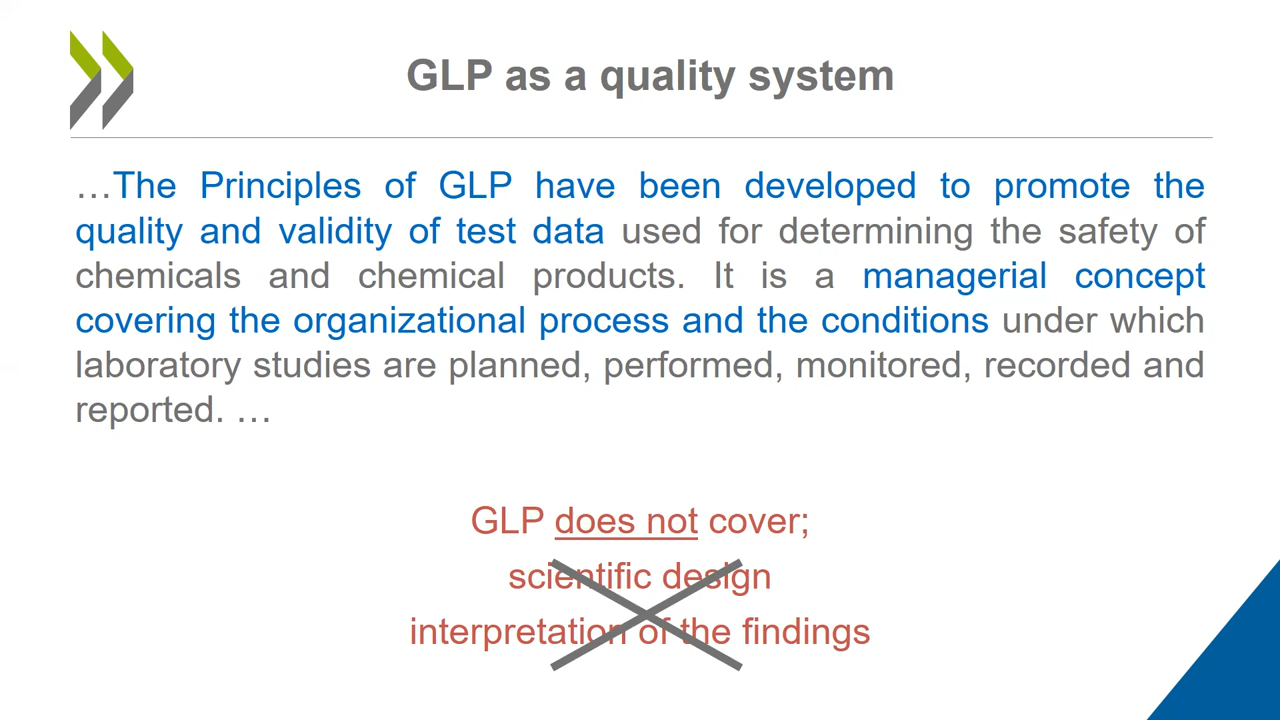 GLP as a quality system
…The Principles of GLP have been developed to promote the
quality and validity of test data used for determining the safety of
chemicals and chemical products. It is a managerial concept
covering the organizational process and the conditions under which
laboratory studies are planned, performed, monitored, recorded and
reported. …
GLP does not cover;
scientific design
interpretation of the findings